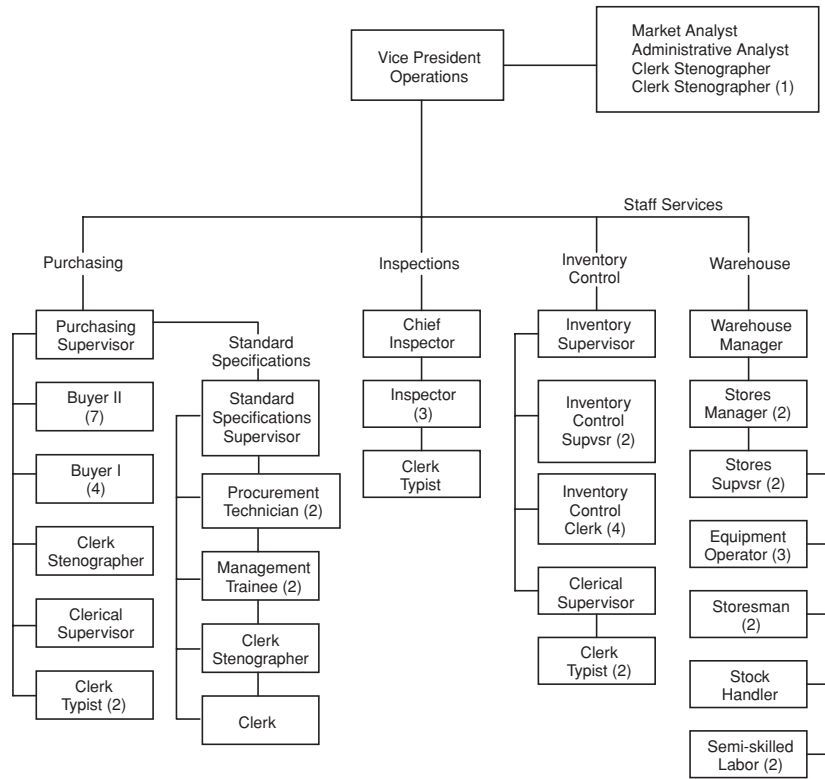 Vice President
Operations
Market Analyst
Administrative Analyst
Clerk Stenographer
Clerk Stenographer (1)
Staff Services
Purchasing
Inspections
Inventory
Control
Warehouse
Purchasing
Supervisor
Buyer II
(7)
Buyer I
(4)
Clerk
Stenographer
Clerical
Supervisor
Clerk
Typist (2)
Standard
Specifications
Standard
Specifications
Supervisor
Procurement
Technician (2)
Management
Trainee (2)
Clerk
Stenographer
Clerk
Chief
Inspector
Inspector
(3)
Clerk
Typist
Inventory
Supervisor
Inventory
Control
Supvsr (2)
Inventory
Control
Clerk (4)
Clerical
Supervisor
Clerk
Typist (2)
Warehouse
Manager
Stores
Manager (2)
Stores
Supvsr (2)
Equipment
Operator (3)
Storesman
(2)
Stock
Handler
Semi-skilled
Labor (2)